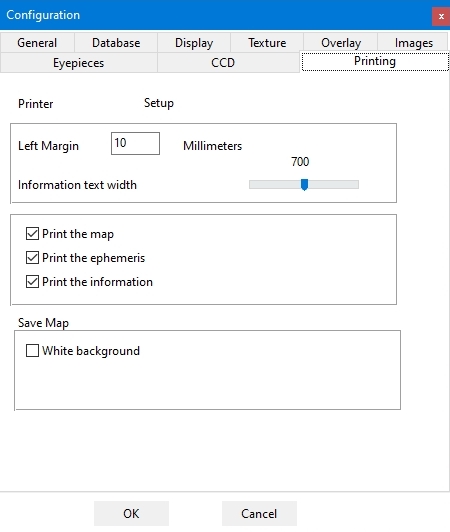 Configuration x
General Database Display Texture Overlay Images
Eyepieces CCD Printing
Printer Setup
Left Margin 10 Millimeters
700
Information text width
Print the map
Print the ephemeris
Print the information
Save Map
White background
OK Cancel